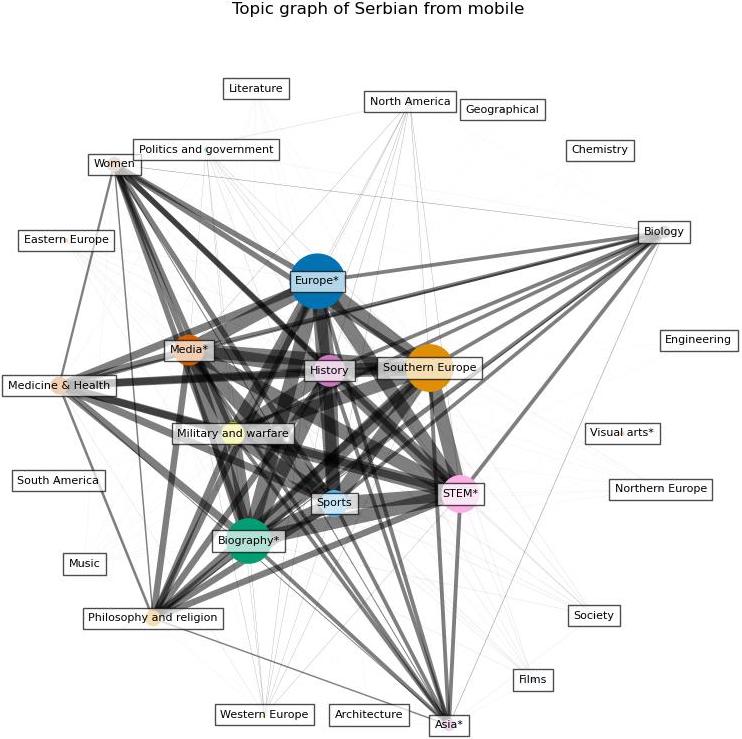 Topic graph of Serbian from mobile
Literature
North America
Geographical
Politics and government
Chemistry
Women
Biology
Eastern Europe
Europe*
Engineering
Media*
History
Southern Europe
Medicine & Health
Military and warfare
Visual arts*
South America
Northern Europe
STEM*
Sports
Biography*
Music
Philosophy and religion
Society
Films
Western Europe
Architecture
Asia*